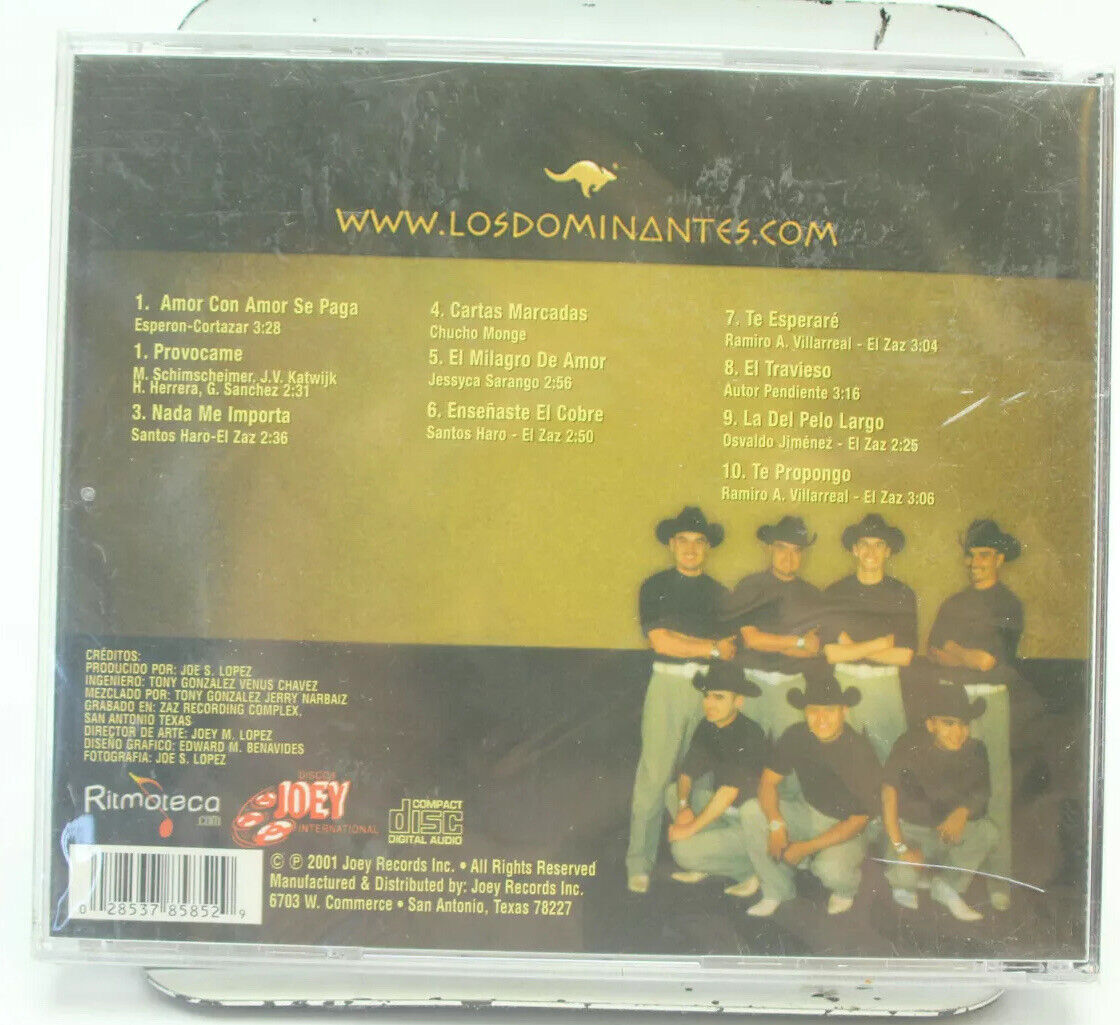 WWW.LOSDOMINANTES.COM
1. Amor Con Amor Se Paga
Esperon-Cortazar 3:28
1. Provocame
M. Schimscheimer, J.V. Katwijk
H. Herrera, G. Sanchez 2:31
3. Nada Me Importa
Santos Haro-El Zaz 2:36
4. Cartas Marcadas
Chucho Monge
5. El Milagro De Amor
Jessyca Sarango 2:56
6. Enseñaste El Cobre
Santos Haro - El Zaz 2:50
7. Te Esperaré
Ramiro A. Villarreal - El Zaz 3:04
8. El Travieso
Autor Pendiente 3:16
9. La Del Pelo Largo
Osvaldo Jiménez - El Zaz 2:25
10. Te Propongo
Ramiro A. Villarreal - El Zaz 3:06
CRÉDITOS:
PRODUCIDO POR: JOE S. LOPEZ
INGENIERO: TONY GONZALEZ VENUS CHAVEZ
MEZCLADO POR: TONY GONZALEZ JERRY NARBAIZ
GRABADO EN: ZAZ RECORDING COMPLEX.
SAN ANTONIO TEXAS
DIRECTOR DE ARTE: JOEY M. LOPEZ
DISEÑO GRAFICO: EDWARD M. BENAVIDES
FOTOGRAFIA: JOE S. LOPEZ
Ritmoteca
.com
DISCOS
JOEY
INTERNATIONAL
COMPACT
disc
DIGITAL AUDIO
© ℗ 2001 Joey Records Inc. • All Rights Reserved
Manufactured & Distributed by: Joey Records Inc.
6703 W. Commerce • San Antonio, Texas 78227
0 28537 85852 9